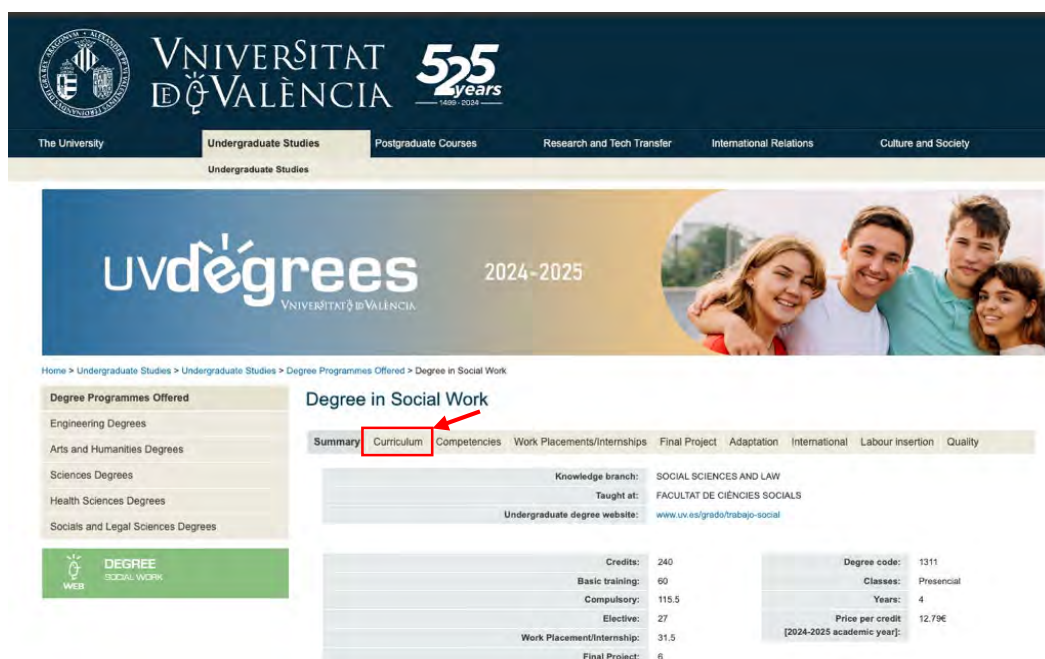 VNIVERSITAT
DE VALÈNCIA
525
years
1499 - 2024
The University Undergraduate Studies Postgraduate Courses Research and Tech Transfer International Relations Culture and Society
Undergraduate Studies
uvdegrees
VNIVERSITAT DE VALÈNCIA
2024-2025
Home > Undergraduate Studies > Undergraduate Studies > Degree Programmes Offered > Degree in Social Work
Degree Programmes Offered
Engineering Degrees
Arts and Humanities Degrees
Sciences Degrees
Health Sciences Degrees
Socials and Legal Sciences Degrees
WEB
DEGREE
SOCIAL WORK
Degree in Social Work
Summary Curriculum Competencies Work Placements/Internships Final Project Adaptation International Labour insertion Quality
Knowledge branch: SOCIAL SCIENCES AND LAW
Taught at: FACULTAT DE CIÈNCIES SOCIALS
Undergraduate degree website: www.uv.es/grado/trabajo-social
Credits: 240
Basic training: 60
Compulsory: 115.5
Elective: 27
Work Placement/Internship: 31.5
Final Project: 6
Degree code: 1311
Classes: Presencial
Years: 4
Price per credit 12.79€
[2024-2025 academic year]: